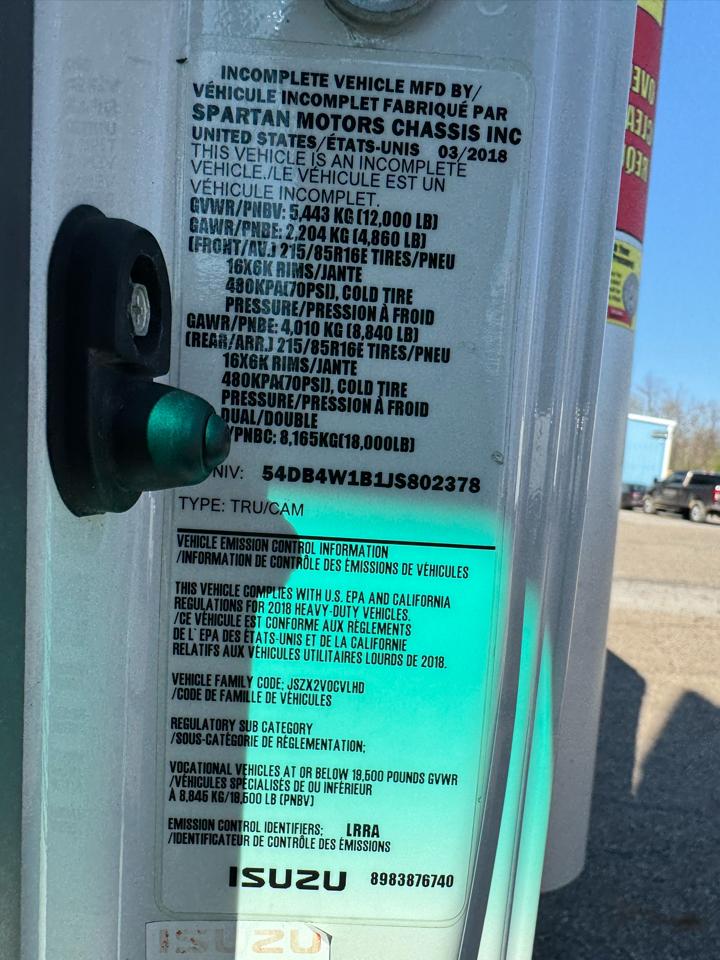 INCOMPLETE VEHICLE MFD BY/
VÉHICULE INCOMPLET FABRIQUÉ PAR
SPARTAN MOTORS CHASSIS INC
UNITED STATES/ÉTATS-UNIS 03/2018
THIS VEHICLE IS AN INCOMPLETE
VEHICLE./LE VÉHICULE EST UN
VÉHICULE INCOMPLET.
GVWR/PNBV: 5,443 KG (12,000 LB)
GAWR/PNBE: 2,204 KG (4,860 LB)
(FRONT/AV.) 215/85R16E TIRES/PNEU
16X6K RIMS/JANTE
480KPA(70PSI), COLD TIRE
PRESSURE/PRESSION À FROID
GAWR/PNBE: 4,010 KG (8,840 LB)
(REAR/ARR.) 215/85R16E TIRES/PNEU
16X6K RIMS/JANTE
480KPA(70PSI), COLD TIRE
PRESSURE/PRESSION À FROID
DUAL/DOUBLE
/PNBC: 8,165KG(18,000LB)
NIV: 54DB4W1B1JS802378
TYPE: TRU/CAM
VEHICLE EMISSION CONTROL INFORMATION
/INFORMATION DE CONTRÔLE DES ÉMISSIONS DE VÉHICULES
THIS VEHICLE COMPLIES WITH U.S. EPA AND CALIFORNIA
REGULATIONS FOR 2018 HEAVY-DUTY VEHICLES.
/CE VÉHICULE EST CONFORME AUX RÈGLEMENTS
DE L' EPA DES ÉTATS-UNIS ET DE LA CALIFORNIE
RELATIFS AUX VÉHICULES UTILITAIRES LOURDS DE 2018.
VEHICLE FAMILY CODE; JSZX2VOCVLHD
/CODE DE FAMILLE DE VÉHICULES
REGULATORY SUB CATEGORY
/SOUS-CATÉGORIE DE RÉGLEMENTATION;
VOCATIONAL VEHICLES AT OR BELOW 19,500 POUNDS GVWR
/VÉHICULES SPÉCIALISÉS DE OU INFÉRIEUR
À 8,845 KG/19,500 LB (PNBV)
EMISSION CONTROL IDENTIFIERS; LRRA
/IDENTIFICATEUR DE CONTRÔLE DES ÉMISSIONS
ISUZU 8983876740
ISUZU
OVE
CLEA
REQ